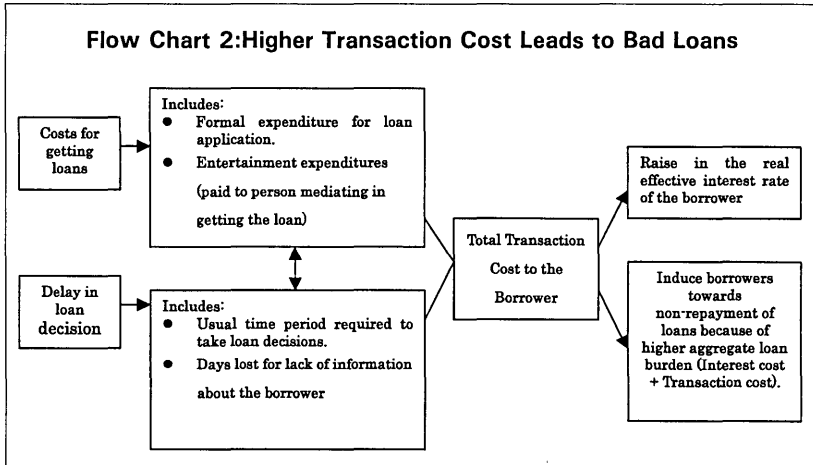 Flow Chart 2:Higher Transaction Cost Leads to Bad Loans
Costs for
getting
loans
Includes:
● Formal expenditure for loan
application.
● Entertainment expenditures
(paid to person mediating in
getting the loan)
Delay in
loan
decision
Includes:
● Usual time period required to
take loan decisions.
● Days lost for lack of information
about the borrower
Total Transaction
Cost to the
Borrower
Raise in the real
effective interest rate
of the borrower
Induce borrowers
towards
non-repayment of
loans because of
higher aggregate loan
burden (Interest cost
+ Transaction cost).